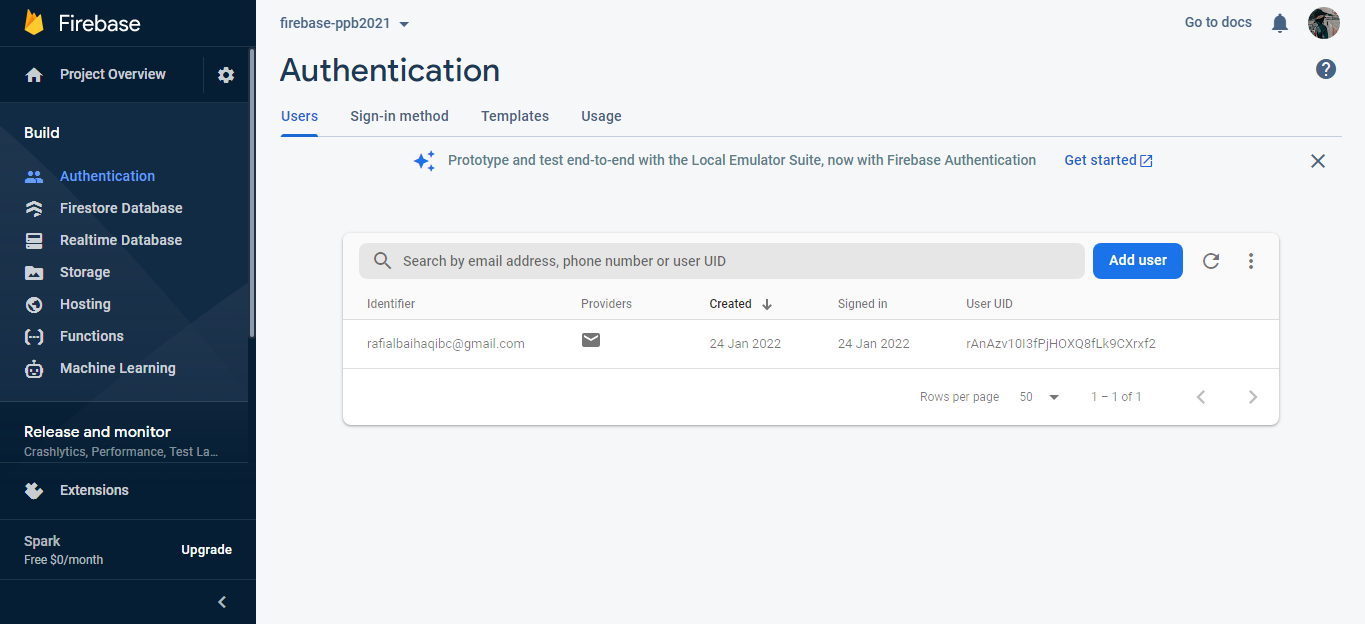 Firebase
Project Overview
Build
Authentication
Firestore Database
Realtime Database
Storage
Hosting
Functions
Machine Learning
Release and monitor
Crashlytics, Performance, Test La...
Extensions
Spark
Free $0/month
Upgrade
firebase-ppb2021
Go to docs
Authentication
Users Sign-in method Templates Usage
Prototype and test end-to-end with the Local Emulator Suite, now with Firebase Authentication Get started
Search by email address, phone number or user UID Add user
Identifier Providers Created Signed in User UID
rafialbaihaqibc@gmail.com 24 Jan 2022 24 Jan 2022 rAnAzv10I3fPjHOXQ8fLk9CXrxf2
Rows per page 50 1 – 1 of 1